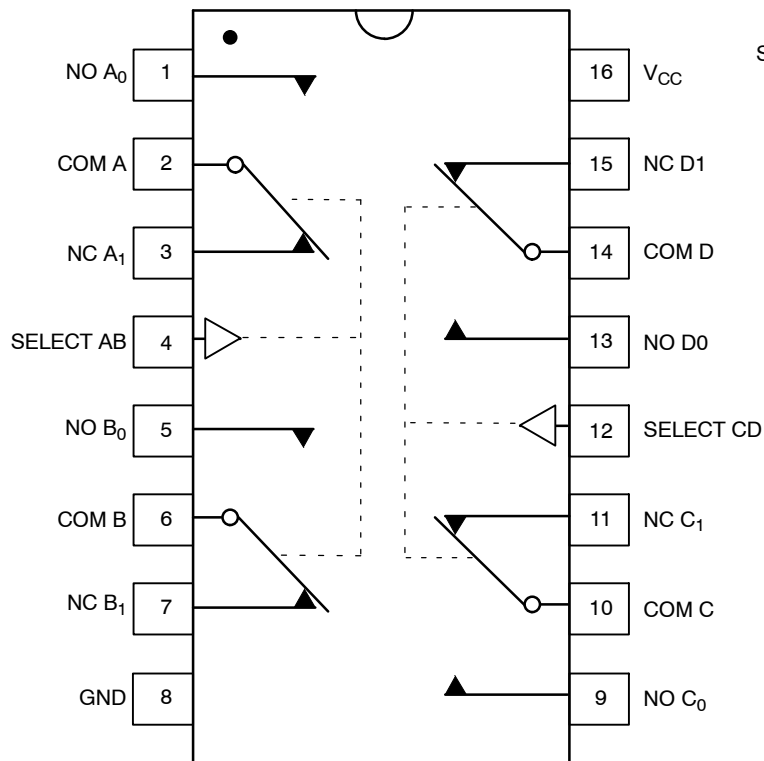 NO A₀ 1
COM A 2
NC A₁ 3
SELECT AB 4
NO B₀ 5
COM B 6
NC B₁ 7
GND 8
16 V_CC
15 NC D1
14 COM D
13 NO D0
12 SELECT CD
11 NC C₁
10 COM C
9 NO C₀